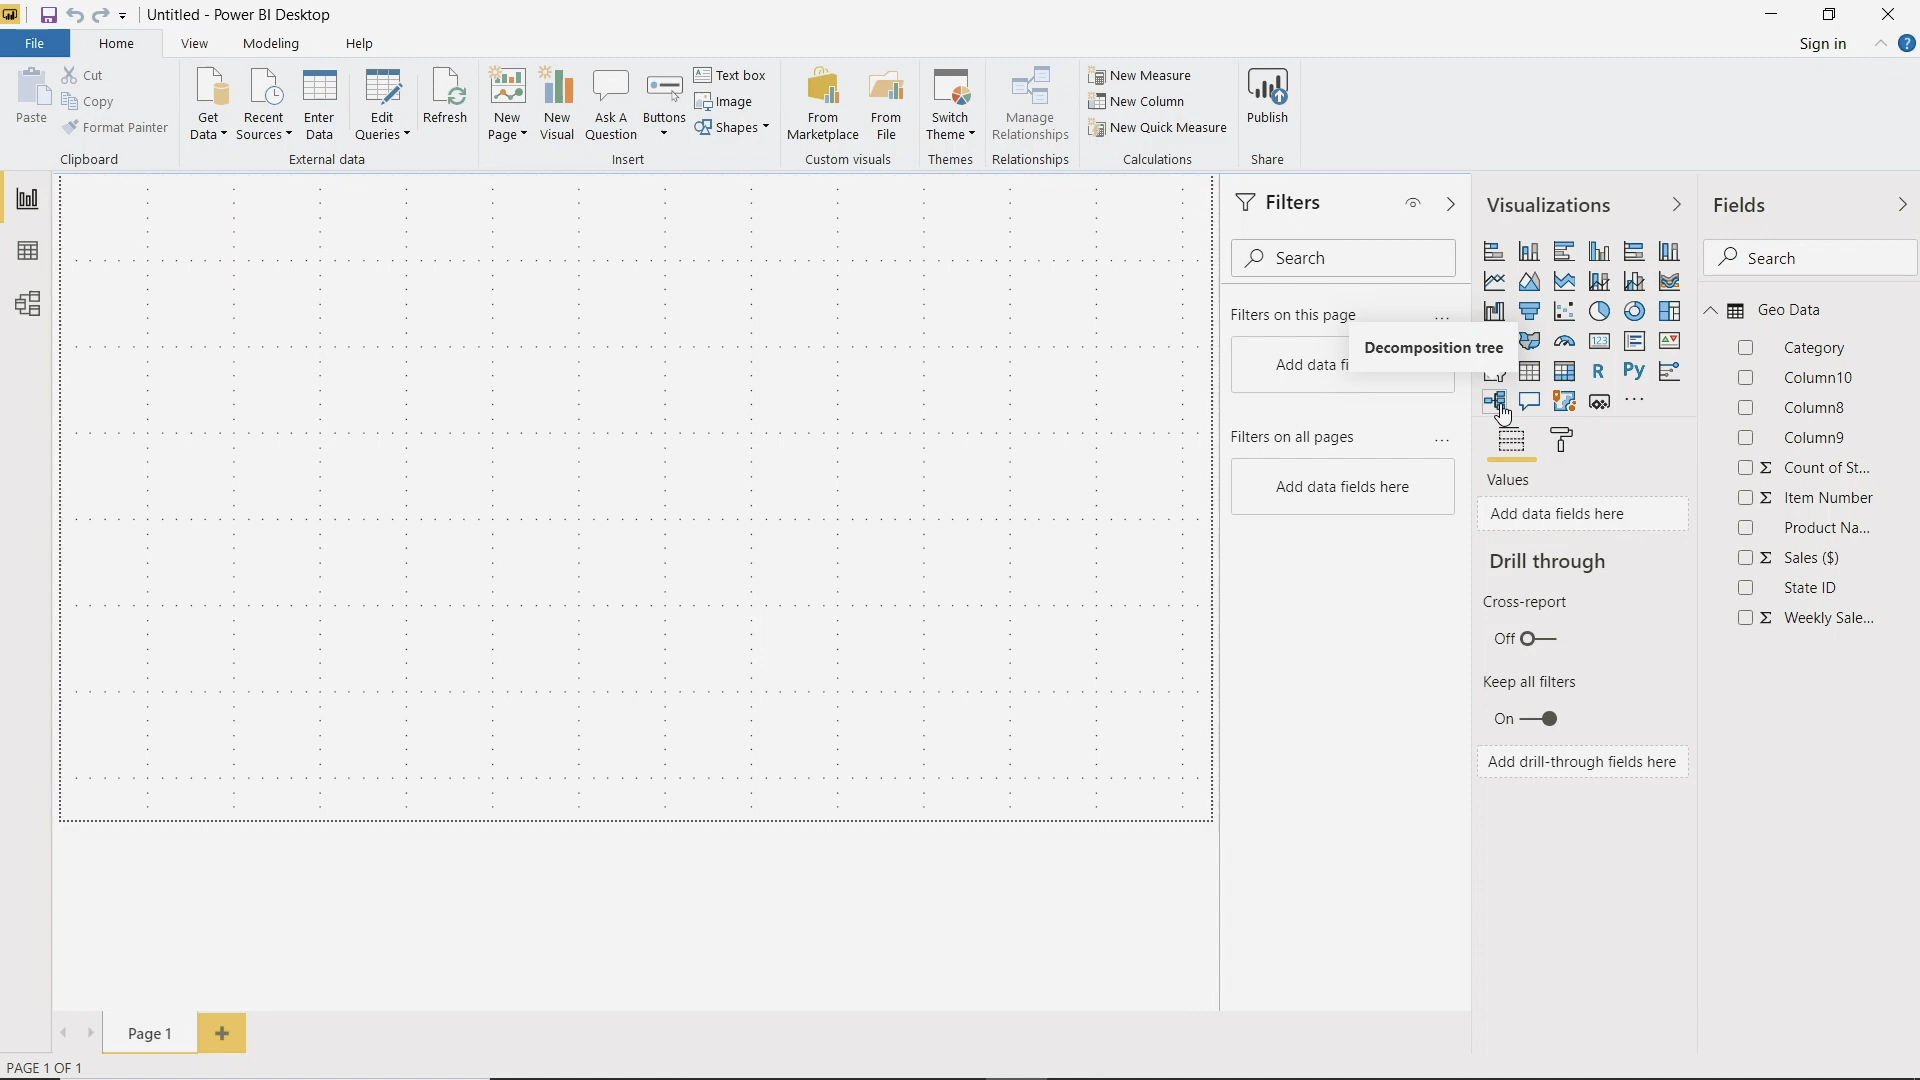 Untitled - Power BI Desktop
File Home View Modeling Help Sign in ?
Paste
Cut
Copy
Format Painter
Clipboard
Get Data
Recent Sources
Enter Data
Edit Queries
Refresh
External data
New Page
New Visual
Ask A Question
Buttons
Text box
Image
Shapes
Insert
From Marketplace
From File
Custom visuals
Switch Theme
Themes
Manage Relationships
Relationships
New Measure
New Column
New Quick Measure
Calculations
Publish
Share
Filters
Search
Filters on this page ...
Add data fi
Decomposition tree
Filters on all pages ...
Add data fields here
Visualizations
123
R Py
...
Values
Add data fields here
Drill through
Cross-report
Off
Keep all filters
On
Add drill-through fields here
Fields
Search
Geo Data
Category
Column10
Column8
Column9
Σ Count of St...
Σ Item Number
Product Na...
Σ Sales ($)
State ID
Σ Weekly Sale...
Page 1 +
PAGE 1 OF 1